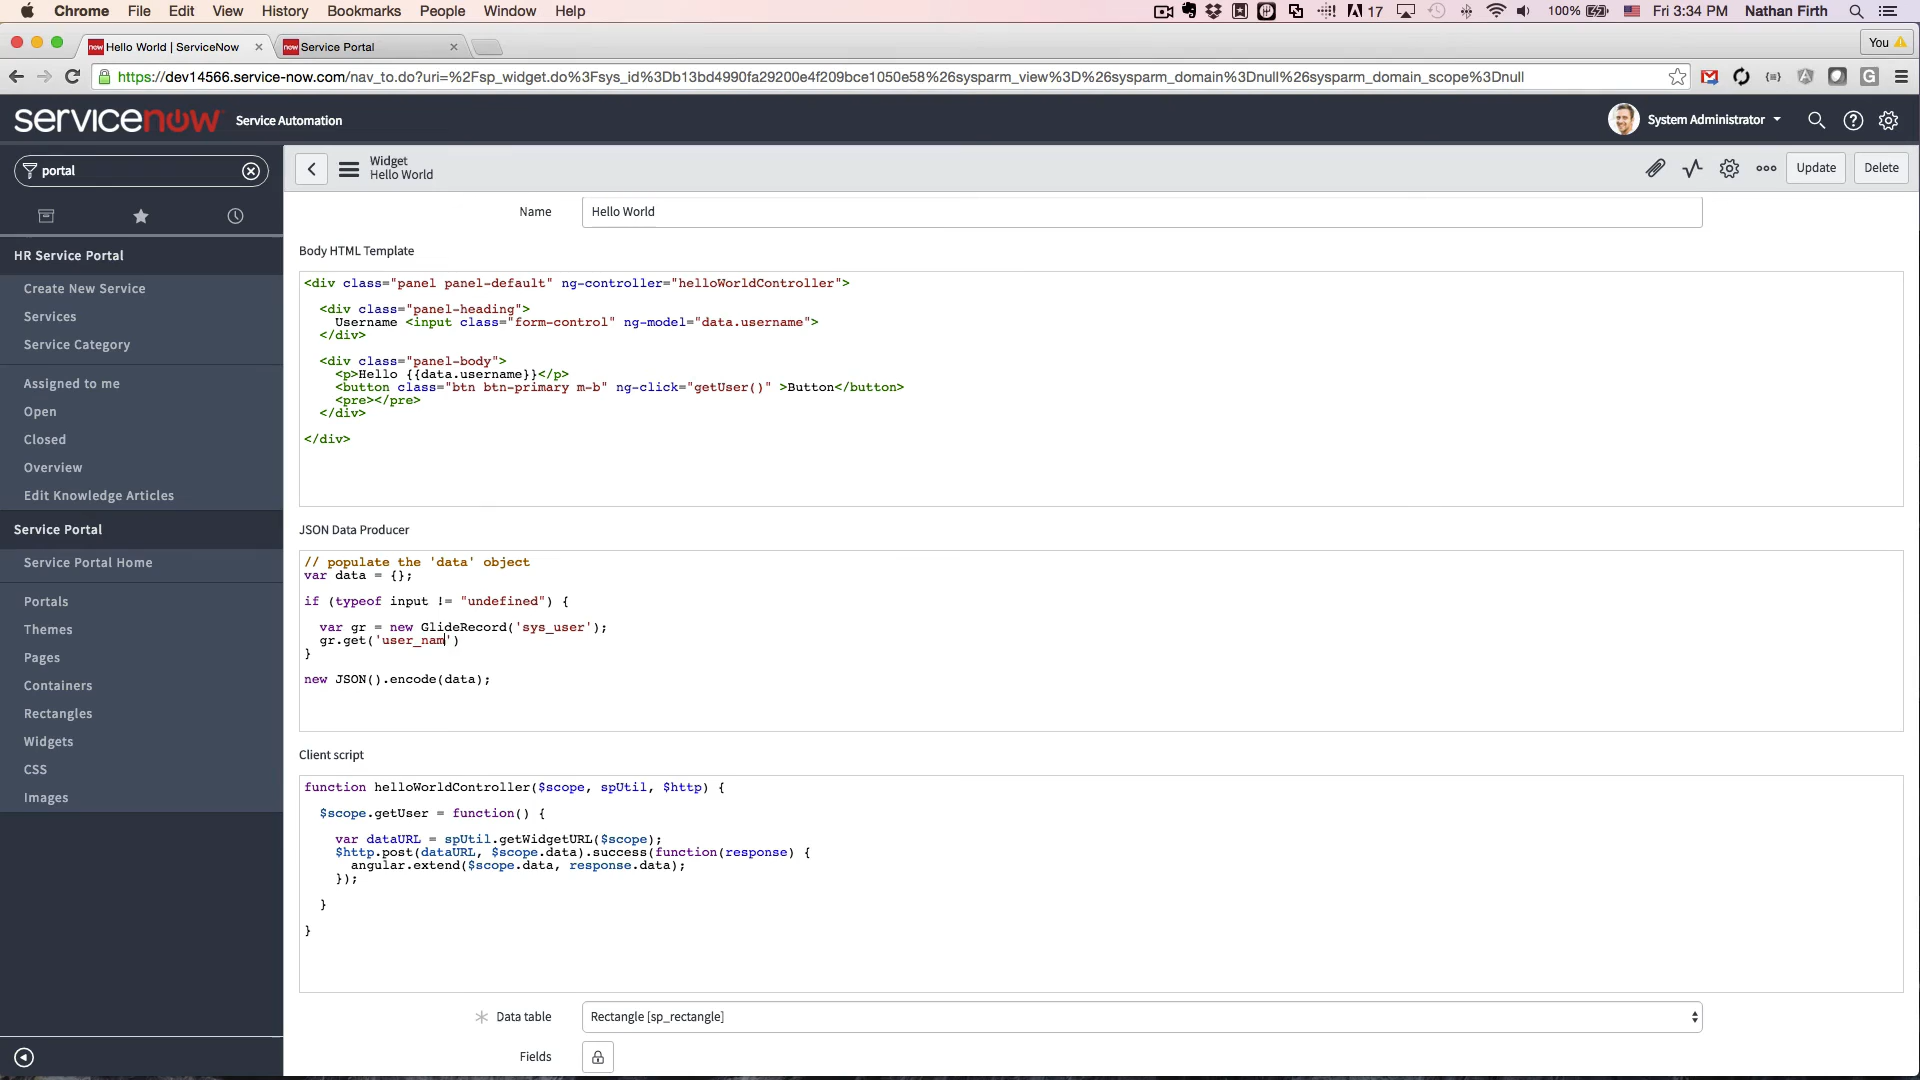 Chrome File Edit View History Bookmarks People Window Help
17 100% Fri 3:34 PM Nathan Firth
now Hello World | ServiceNow
now Service Portal
You
https://dev14566.service-now.com/nav_to.do?uri=%2Fsp_widget.do%3Fsys_id%3Db13bd4990fa29200e4f209bce1050e58%26sysparm_view%3D%26sysparm_domain%3Dnull%26sysparm_domain_scope%3Dnull
servicenow Service Automation
System Administrator
portal
Widget
Hello World
Update Delete
HR Service Portal
Create New Service
Services
Service Category
Assigned to me
Open
Closed
Overview
Edit Knowledge Articles
Service Portal
Service Portal Home
Portals
Themes
Pages
Containers
Rectangles
Widgets
CSS
Images
Name Hello World
Body HTML Template
<div class="panel panel-default" ng-controller="helloWorldController">
<div class="panel-heading">
Username <input class="form-control" ng-model="data.username">
</div>
<div class="panel-body">
<p>Hello {{data.username}}</p>
<button class="btn btn-primary m-b" ng-click="getUser()" >Button</button>
<pre></pre>
</div>
</div>
JSON Data Producer
// populate the 'data' object
var data = {};
if (typeof input != "undefined") {
var gr = new GlideRecord('sys_user');
gr.get('user_nam')
}
new JSON().encode(data);
Client script
function helloWorldController($scope, spUtil, $http) {
$scope.getUser = function() {
var dataURL = spUtil.getWidgetURL($scope);
$http.post(dataURL, $scope.data).success(function(response) {
angular.extend($scope.data, response.data);
});
}
}
Data table Rectangle [sp_rectangle]
Fields